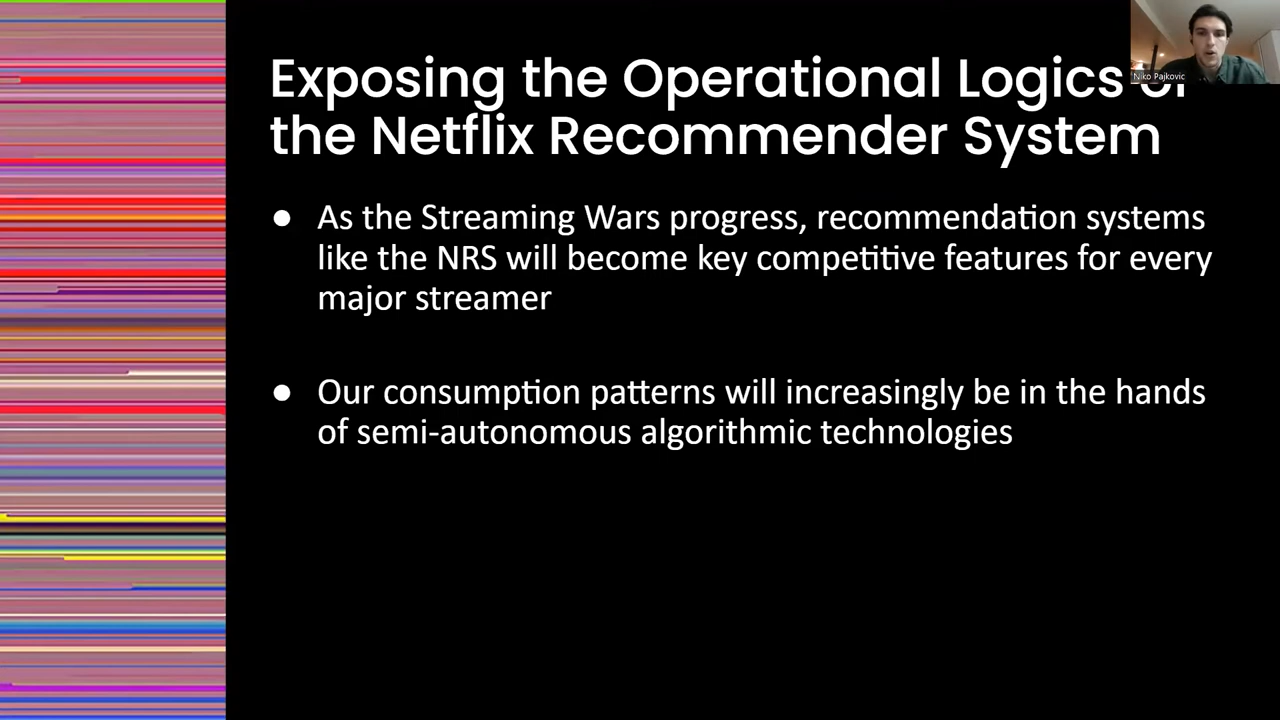 Exposing the Operational Logics of
the Netflix Recommender System
Niko Pajkovic
● As the Streaming Wars progress, recommendation systems
like the NRS will become key competitive features for every
major streamer
● Our consumption patterns will increasingly be in the hands
of semi-autonomous algorithmic technologies